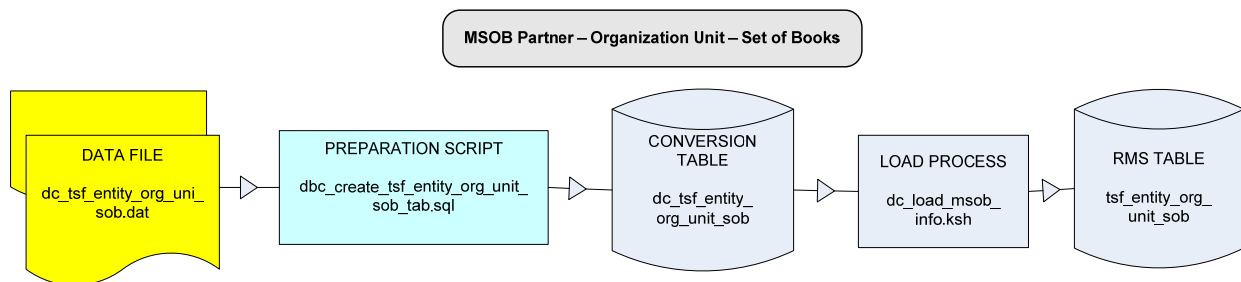 MSOB Partner – Organization Unit – Set of Books
DATA FILE
dc_tsf_entity_org_uni_
sob.dat
PREPARATION SCRIPT
dbc_create_tsf_entity_org_unit_
sob_tab.sql
CONVERSION
TABLE
dc_tsf_entity_
org_unit_sob
LOAD PROCESS
dc_load_msob_
info.ksh
RMS TABLE
tsf_entity_org_
unit_sob